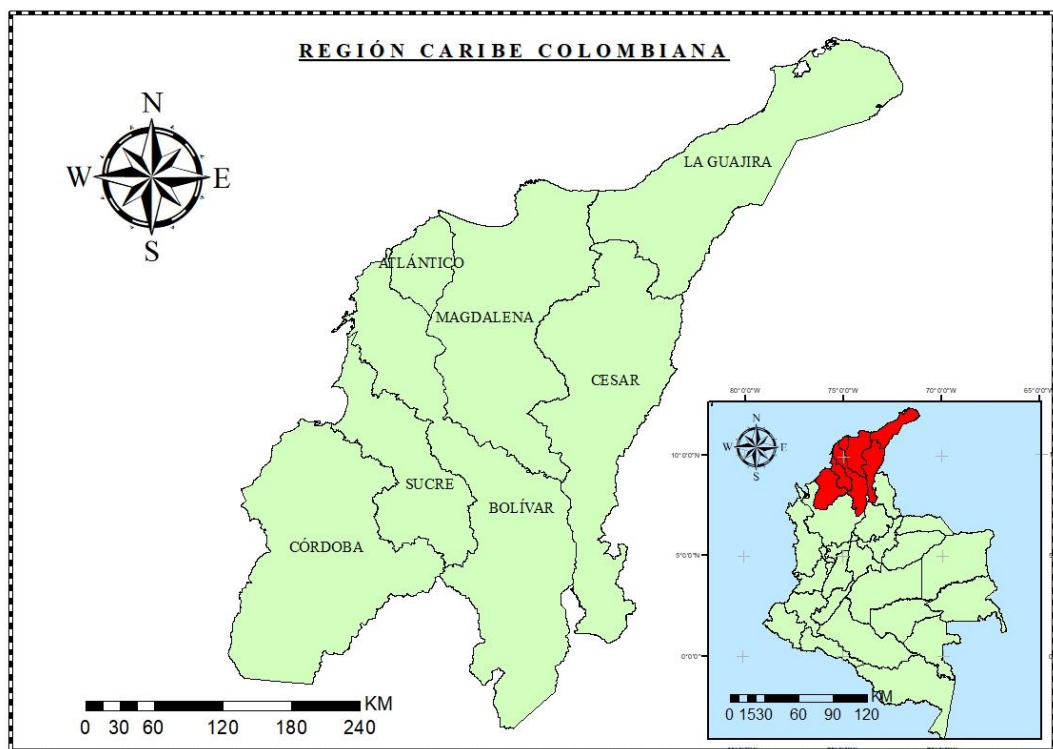 REGIÓN CARIBE COLOMBIANA
N
W E
S
LA GUAJIRA
ATLÁNTICO
MAGDALENA
CESAR
SUCRE
BOLÍVAR
CÓRDOBA
KM
0 30 60 120 180 240
80°0'0"W 75°0'0"W 70°0'0"W 65°0'0"W
N
W E
S
10°0'0"N
5°0'0"N
0°0'0"
KM
0 1530 60 90 120